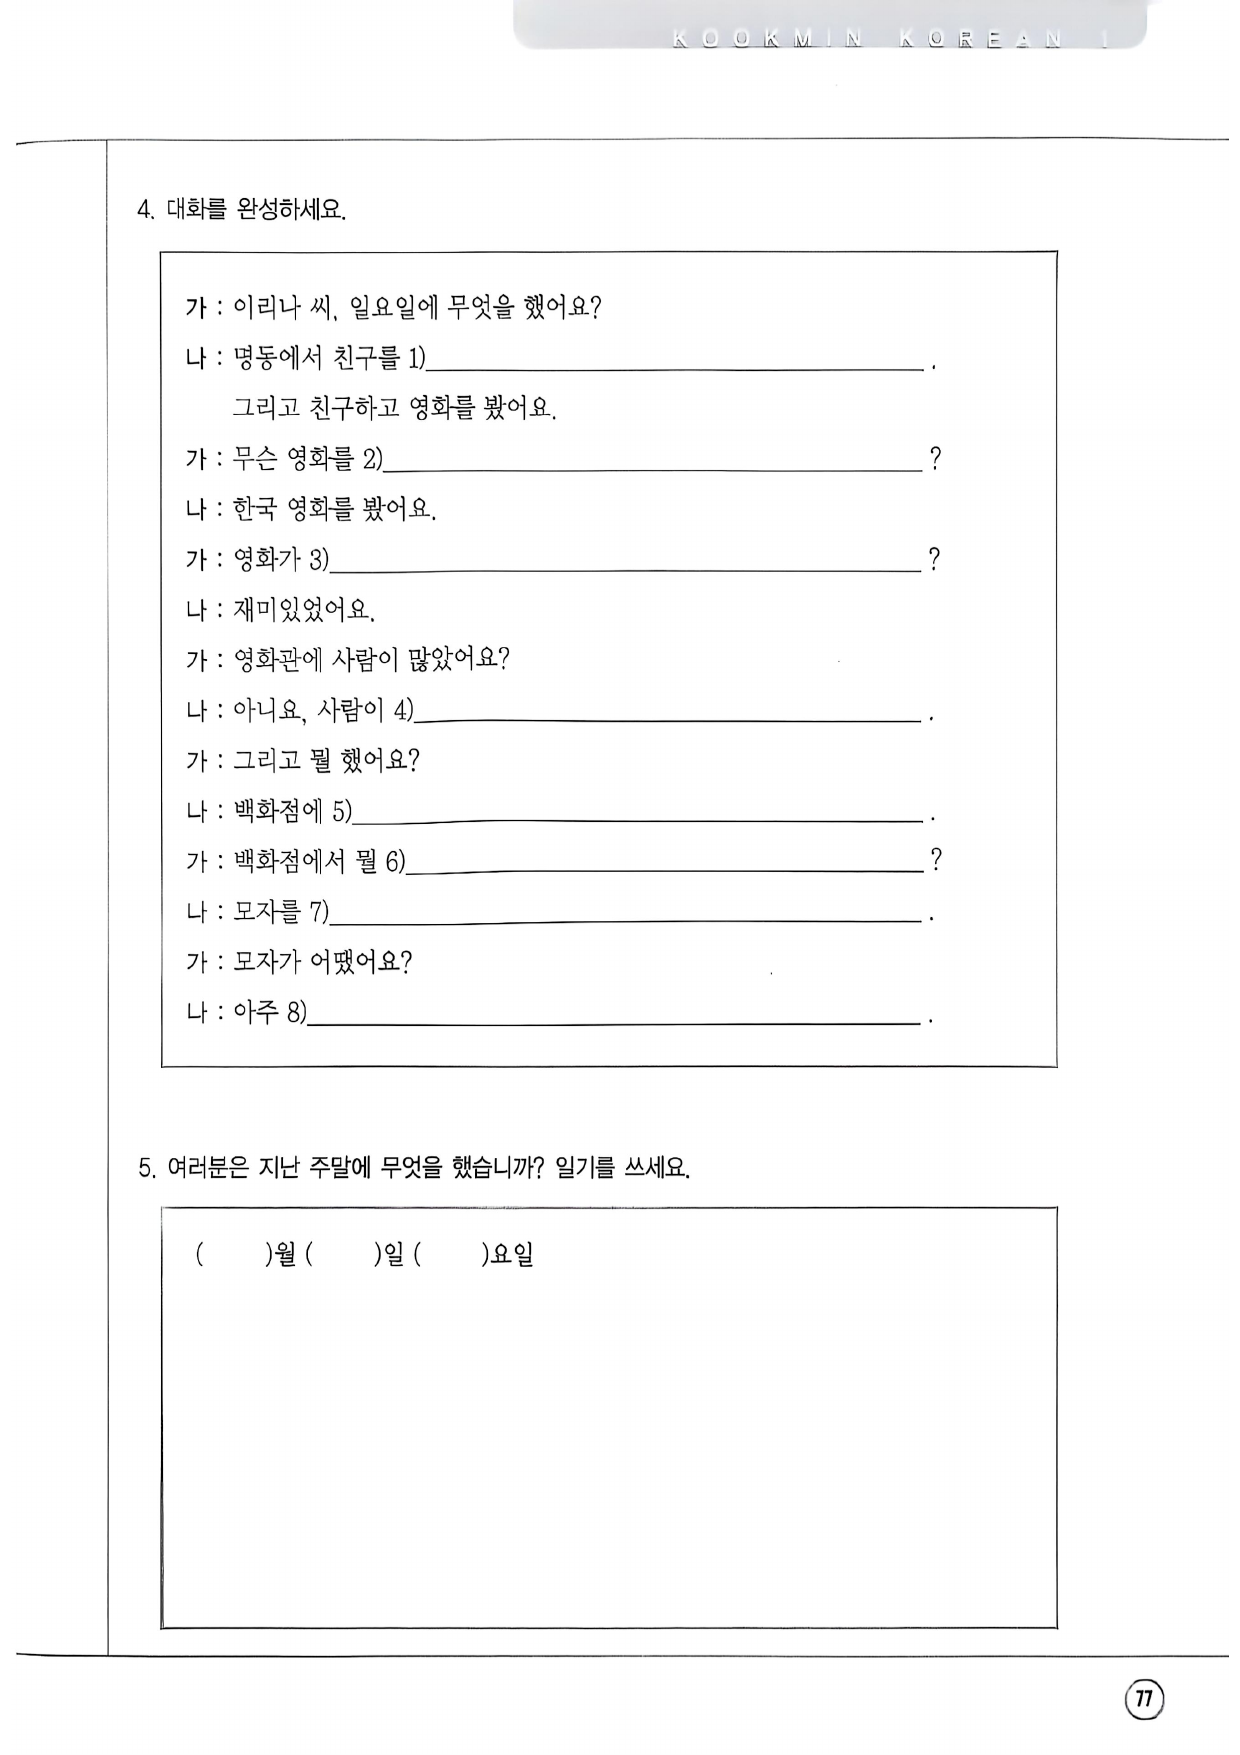 KOOKMIN KOREAN I
4. 대화를 완성하세요.
가 : 이리나 씨, 일요일에 무엇을 했어요?
나 : 명동에서 친구를 1)____________________.
그리고 친구하고 영화를 봤어요.
가 : 무슨 영화를 2)____________________?
나 : 한국 영화를 봤어요.
가 : 영화가 3)____________________?
나 : 재미있었어요.
가 : 영화관에 사람이 많았어요?
나 : 아니요, 사람이 4)____________________.
가 : 그리고 뭘 했어요?
나 : 백화점에 5)____________________.
가 : 백화점에서 뭘 6)____________________?
나 : 모자를 7)____________________.
가 : 모자가 어땠어요?
나 : 아주 8)____________________.
5. 여러분은 지난 주말에 무엇을 했습니까? 일기를 쓰세요.
( )월 ( )일 ( )요일
77